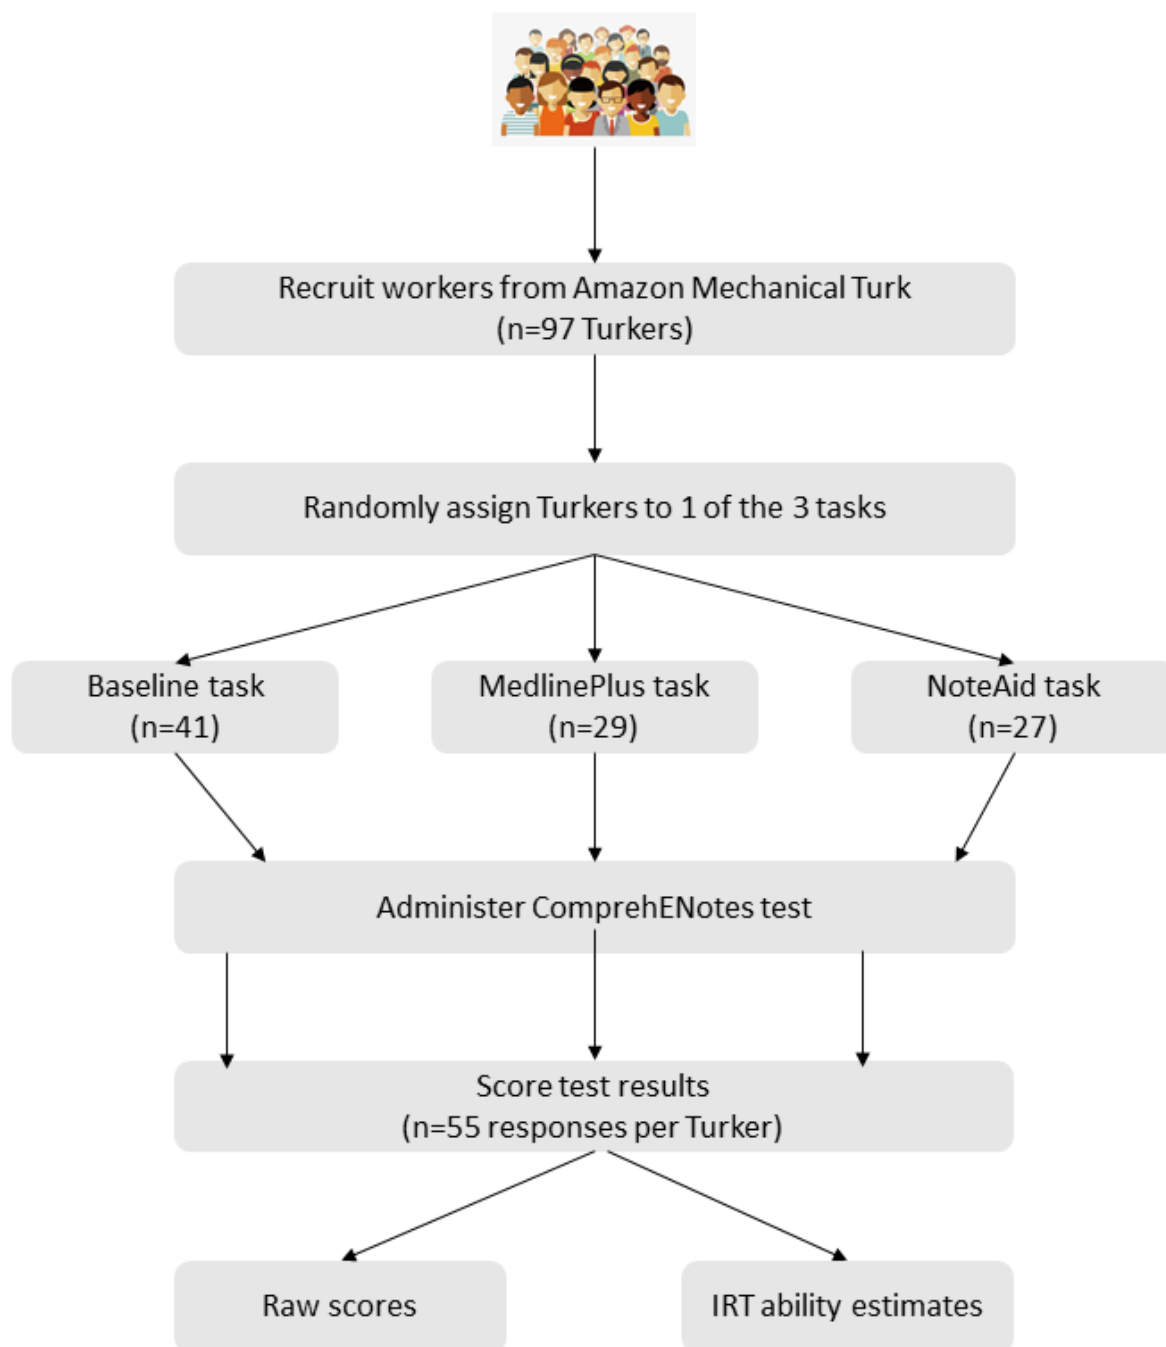 Recruit workers from Amazon Mechanical Turk
(n=97 Turkers)
Randomly assign Turkers to 1 of the 3 tasks
Baseline task
(n=41)
MedlinePlus task
(n=29)
NoteAid task
(n=27)
Administer ComprehENotes test
Score test results
(n=55 responses per Turker)
Raw scores
IRT ability estimates